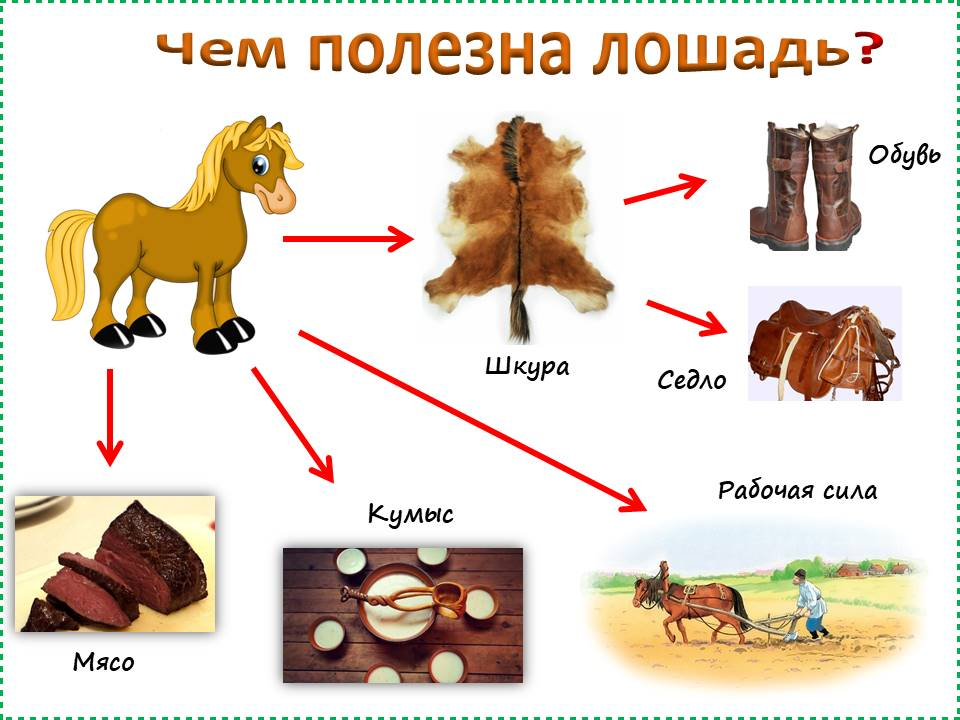 Чем полезна лошадь?
Обувь
Шкура
Седло
Рабочая сила
Кумыс
Мясо